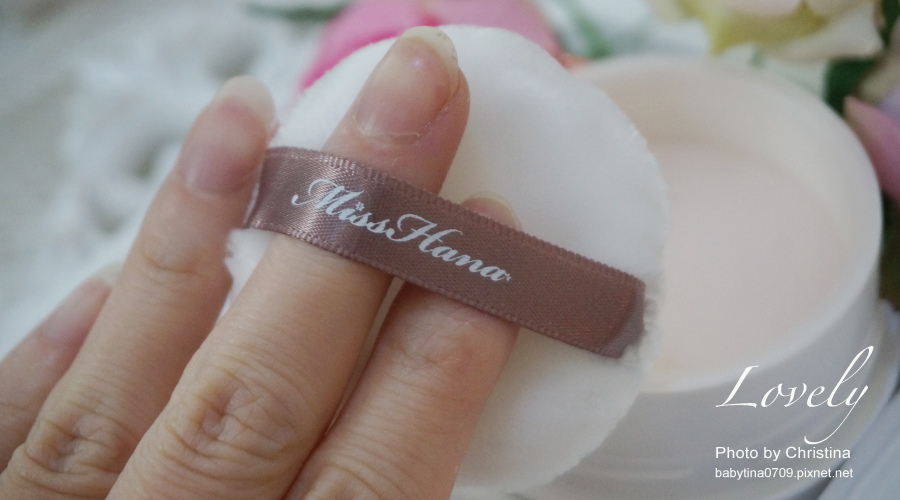 MissHana
Lovely
Photo by Christina
babytina0709.pixnet.net